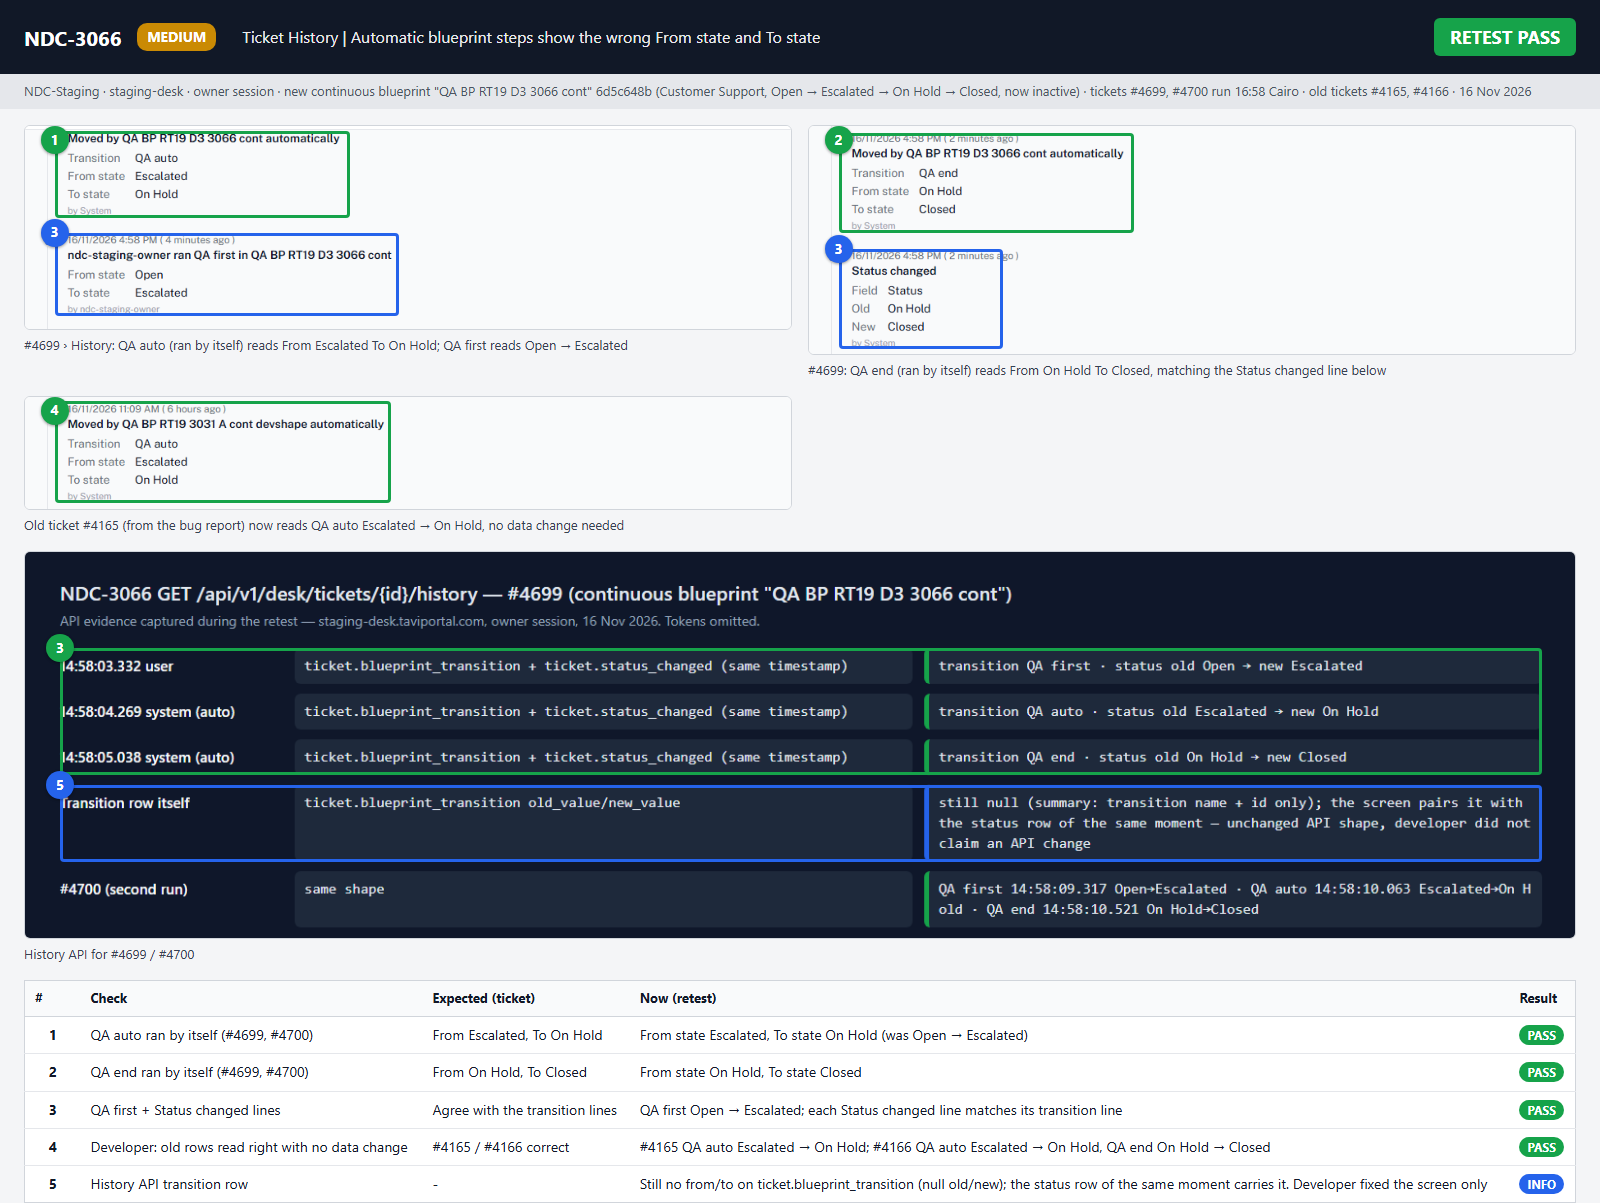 NDC-3066 MEDIUM Ticket History | Automatic blueprint steps show the wrong From state and To state RETEST PASS
NDC-Staging · staging-desk · owner session · new continuous blueprint "QA BP RT19 D3 3066 cont" 6d5c648b (Customer Support, Open → Escalated → On Hold → Closed, now inactive) · tickets #4699, #4700 run 16:58 Cairo · old tickets #4165, #4166 · 16 Nov 2026
1
Moved by QA BP RT19 D3 3066 cont automatically
Transition QA auto
From state Escalated
To state On Hold
by System
3
16/11/2026 4:58 PM ( 4 minutes ago )
ndc-staging-owner ran QA first in QA BP RT19 D3 3066 cont
From state Open
To state Escalated
by ndc-staging-owner
#4699 › History: QA auto (ran by itself) reads From Escalated To On Hold; QA first reads Open → Escalated
2
16/11/2026 4:58 PM ( 2 minutes ago )
Moved by QA BP RT19 D3 3066 cont automatically
Transition QA end
From state On Hold
To state Closed
by System
3
16/11/2026 4:58 PM ( 2 minutes ago )
Status changed
Field Status
Old On Hold
New Closed
by System
#4699: QA end (ran by itself) reads From On Hold To Closed, matching the Status changed line below
4
16/11/2026 11:09 AM ( 6 hours ago )
Moved by QA BP RT19 3031 A cont devshape automatically
Transition QA auto
From state Escalated
To state On Hold
by System
Old ticket #4165 (from the bug report) now reads QA auto Escalated → On Hold, no data change needed
NDC-3066 GET /api/v1/desk/tickets/{id}/history — #4699 (continuous blueprint "QA BP RT19 D3 3066 cont")
API evidence captured during the retest — staging-desk.taviportal.com, owner session, 16 Nov 2026. Tokens omitted.
3
14:58:03.332 user ticket.blueprint_transition + ticket.status_changed (same timestamp) transition QA first · status old Open → new Escalated
14:58:04.269 system (auto) ticket.blueprint_transition + ticket.status_changed (same timestamp) transition QA auto · status old Escalated → new On Hold
14:58:05.038 system (auto) ticket.blueprint_transition + ticket.status_changed (same timestamp) transition QA end · status old On Hold → new Closed
5
Transition row itself ticket.blueprint_transition old_value/new_value still null (summary: transition name + id only); the screen pairs it with
the status row of the same moment — unchanged API shape, developer did not
claim an API change
#4700 (second run) same shape QA first 14:58:09.317 Open→Escalated · QA auto 14:58:10.063 Escalated→On H
old · QA end 14:58:10.521 On Hold→Closed
History API for #4699 / #4700
# Check Expected (ticket) Now (retest) Result
1 QA auto ran by itself (#4699, #4700) From Escalated, To On Hold From state Escalated, To state On Hold (was Open → Escalated) PASS
2 QA end ran by itself (#4699, #4700) From On Hold, To Closed From state On Hold, To state Closed PASS
3 QA first + Status changed lines Agree with the transition lines QA first Open → Escalated; each Status changed line matches its transition line PASS
4 Developer: old rows read right with no data change #4165 / #4166 correct #4165 QA auto Escalated → On Hold; #4166 QA auto Escalated → On Hold, QA end On Hold → Closed PASS
5 History API transition row - Still no from/to on ticket.blueprint_transition (null old/new); the status row of the same moment carries it. Developer fixed the screen only INFO